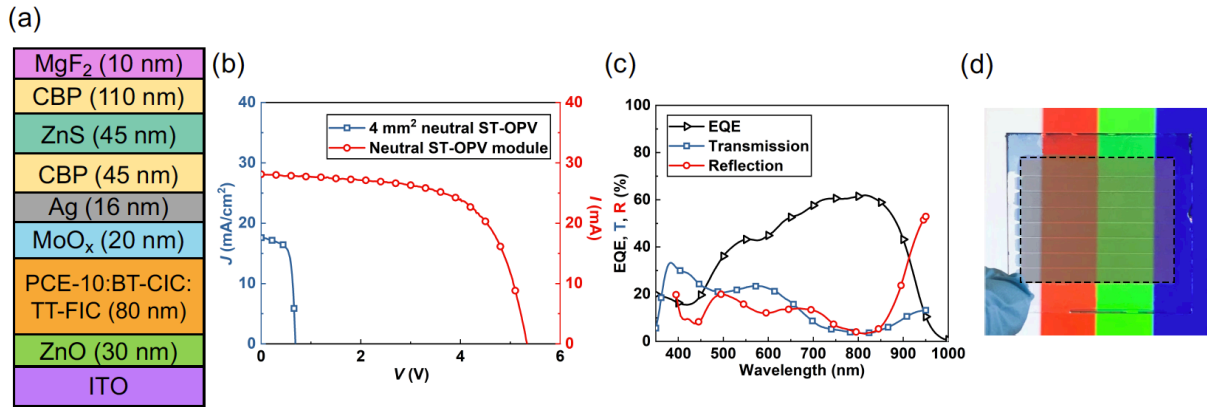 (a)
MgF₂ (10 nm)
CBP (110 nm)
ZnS (45 nm)
CBP (45 nm)
Ag (16 nm)
MoOₓ (20 nm)
PCE-10:BT-CIC:
TT-FIC (80 nm)
ZnO (30 nm)
ITO
(b)
40
30
20
10
0
J (mA/cm²)
4 mm² neutral ST-OPV
Neutral ST-OPV module
40
30
20
10
0
I (mA)
0 2 4 6
V (V)
(c)
100
80
60
40
20
0
EQE, T, R (%)
EQE
Transmission
Reflection
400 500 600 700 800 900 1000
Wavelength (nm)
(d)